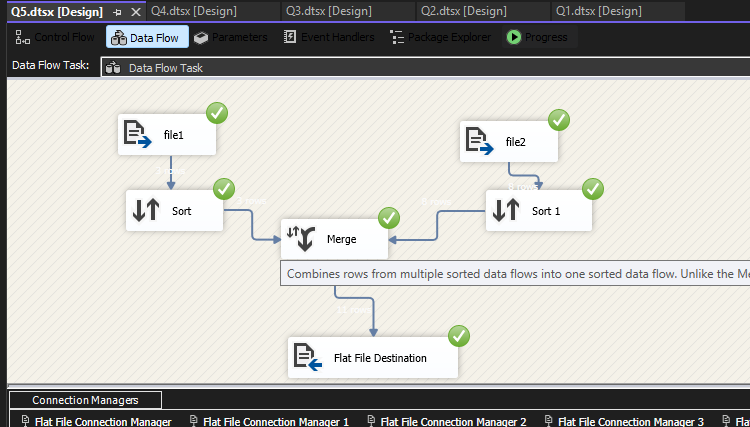 Q5.dtsx [Design] Q4.dtsx [Design] Q3.dtsx [Design] Q2.dtsx [Design] Q1.dtsx [Design]
Control Flow Data Flow Parameters Event Handlers Package Explorer Progress
Data Flow Task: Data Flow Task
file1
file2
rows
rows
Sort
Sort 1
Merge
Combines rows from multiple sorted data flows into one sorted data flow. Unlike the Me
rows
Flat File Destination
Connection Managers
Flat File Connection Manager Flat File Connection Manager 1 Flat File Connection Manager 2 Flat File Connection Manager 3 Fla